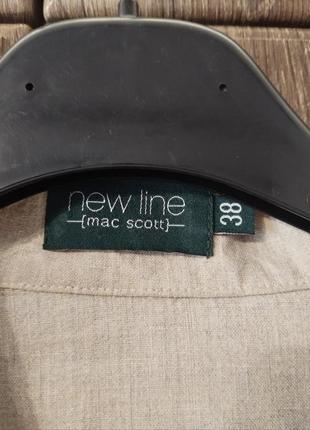 new line
{mac scott}
38